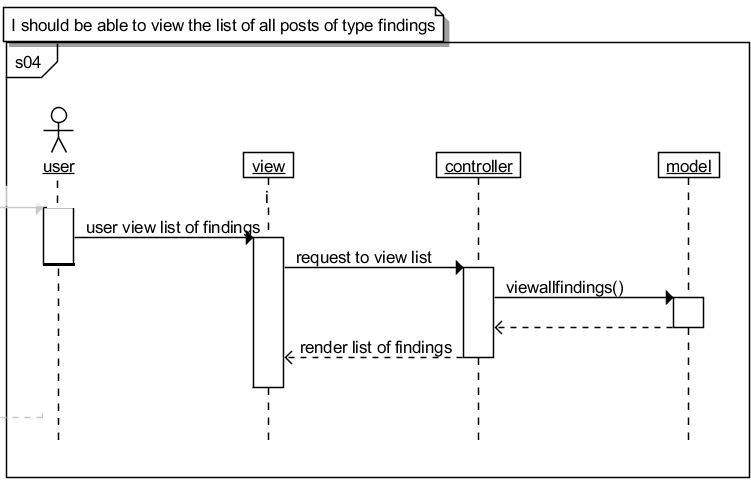 I should be able to view the list of all posts of type findings
s04
user
view
controller
model
i
user view list of findings
request to view list
viewallfindings()
render list of findings